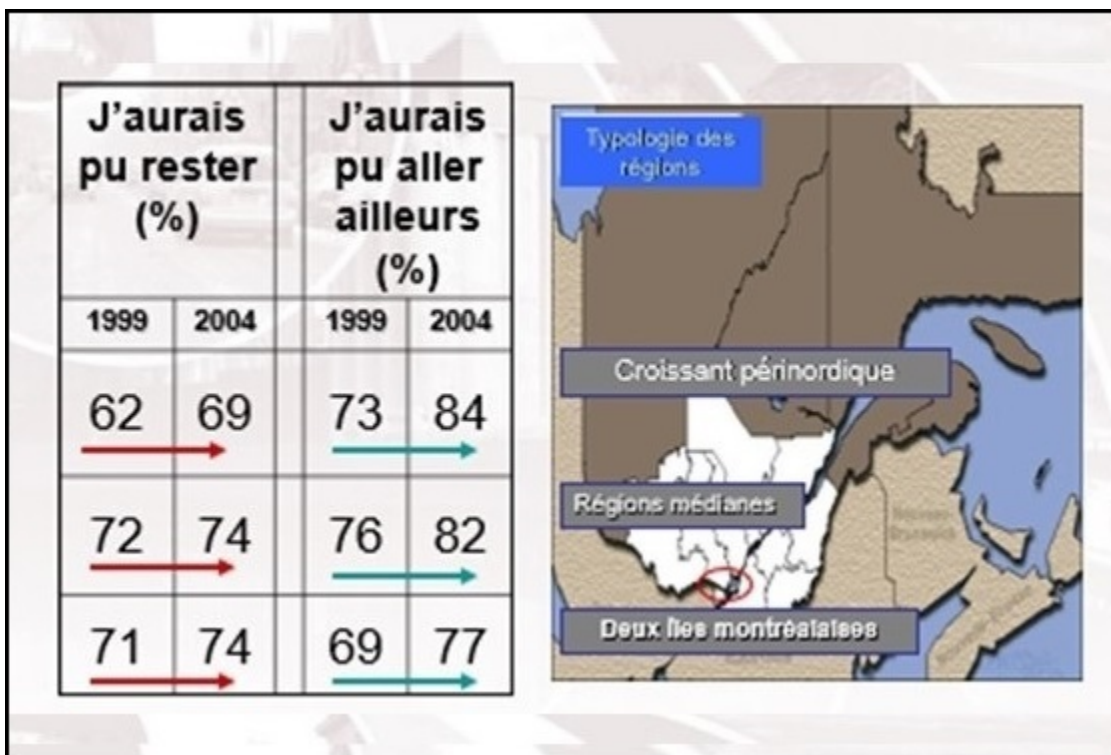 J'aurais
pu rester
(%)
J'aurais
pu aller
ailleurs
(%)
1999 2004 1999 2004
62 69 73 84
72 74 76 82
71 74 69 77
Typologie des
régions
Croissant périnordique
Régions médianes
Deux îles montréalaises